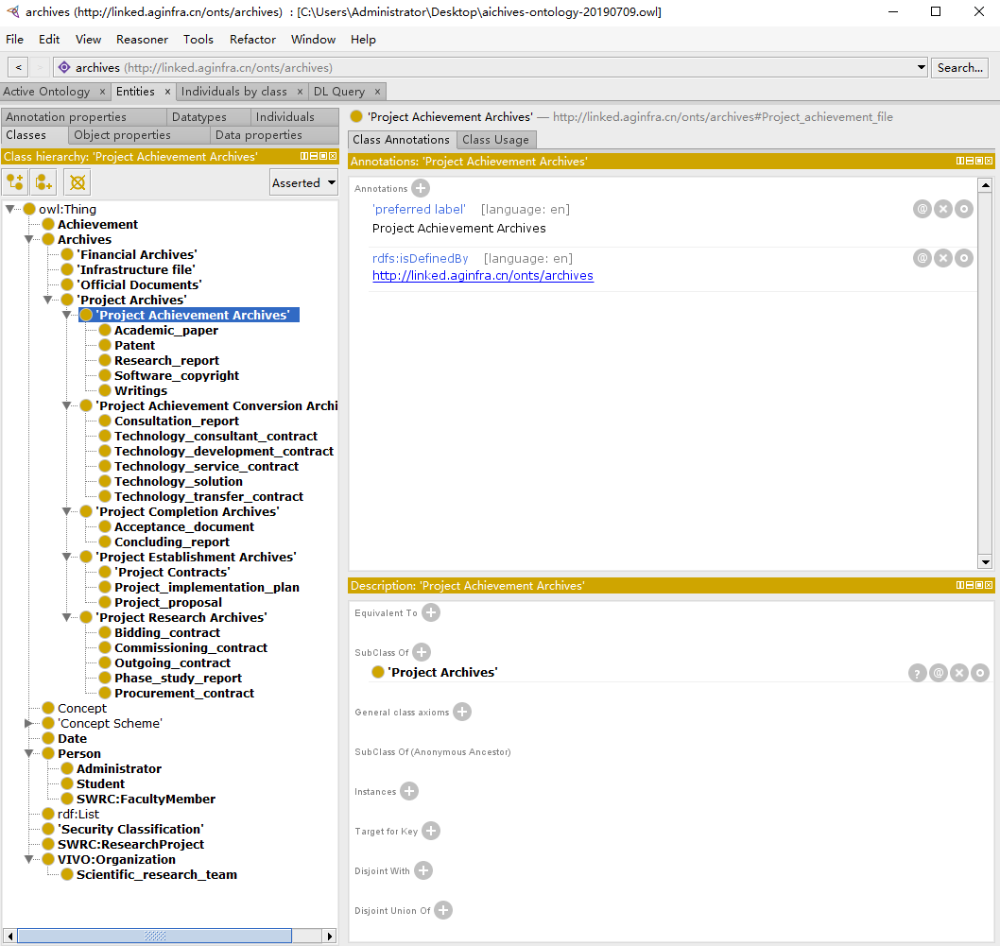 archives (http://linked.aginfra.cn/onts/archives) : [C:\Users\Administrator\Desktop\aichives-ontology-20190709.owl]
File Edit View Reasoner Tools Refactor Window Help
< > archives (http://linked.aginfra.cn/onts/archives) Search...
Active Ontology × Entities × Individuals by class × DL Query ×
Annotation properties Datatypes Individuals
Classes Object properties Data properties
Class hierarchy: 'Project Achievement Archives'
Asserted
owl:Thing
Achievement
Archives
'Financial Archives'
'Infrastructure file'
'Official Documents'
'Project Archives'
'Project Achievement Archives'
Academic_paper
Patent
Research_report
Software_copyright
Writings
'Project Achievement Conversion Archi
Consultation_report
Technology_consultant_contract
Technology_development_contract
Technology_service_contract
Technology_solution
Technology_transfer_contract
'Project Completion Archives'
Acceptance_document
Concluding_report
'Project Establishment Archives'
'Project Contracts'
Project_implementation_plan
Project_proposal
'Project Research Archives'
Bidding_contract
Commissioning_contract
Outgoing_contract
Phase_study_report
Procurement_contract
Concept
'Concept Scheme'
Date
Person
Administrator
Student
SWRC:FacultyMember
rdf:List
'Security Classification'
SWRC:ResearchProject
VIVO:Organization
Scientific_research_team
'Project Achievement Archives' — http://linked.aginfra.cn/onts/archives#Project_achievement_file
Class Annotations Class Usage
Annotations: 'Project Achievement Archives'
Annotations
'preferred label' [language: en]
Project Achievement Archives
rdfs:isDefinedBy [language: en]
http://linked.aginfra.cn/onts/archives
Description: 'Project Achievement Archives'
Equivalent To
SubClass Of
'Project Archives'
General class axioms
SubClass Of (Anonymous Ancestor)
Instances
Target for Key
Disjoint With
Disjoint Union Of